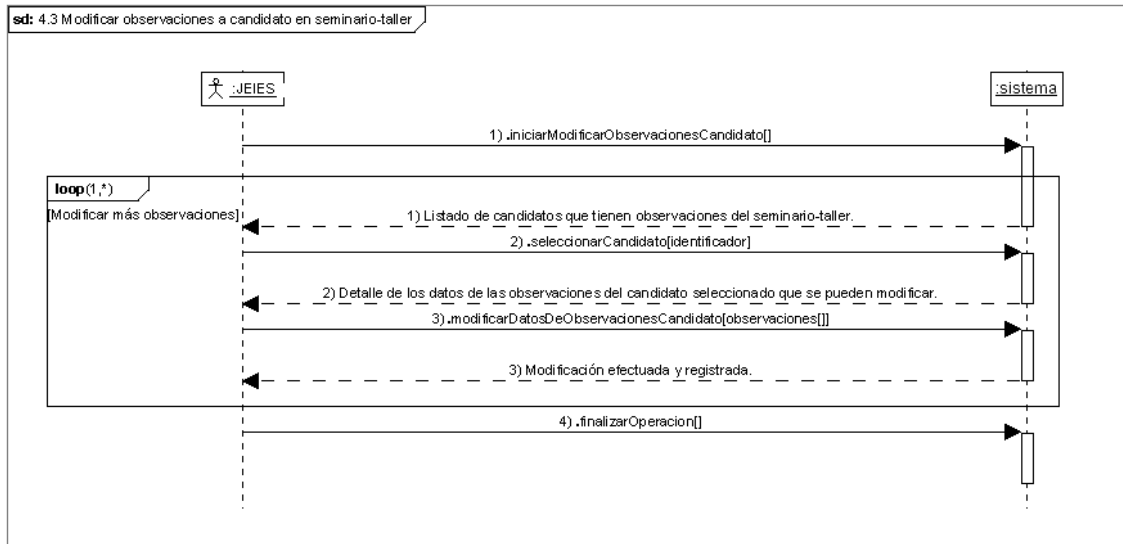 sd: 4.3 Modificar observaciones a candidato en seminario-taller
:JEIES
:sistema
1) .iniciarModificarObservacionesCandidato[]
loop(1,*)
[Modificar más observaciones]
1) Listado de candidatos que tienen observaciones del seminario-taller.
2) .seleccionarCandidato[identificador]
2) Detalle de los datos de las observaciones del candidato seleccionado que se pueden modificar.
3) .modificarDatosDeObservacionesCandidato[observaciones[]]
3) Modificación efectuada y registrada.
4) .finalizarOperacion[]